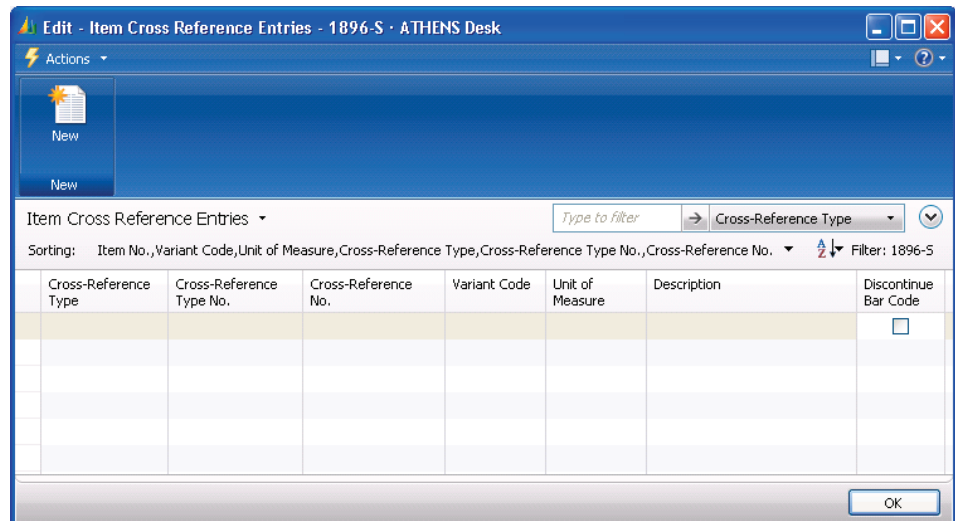 Edit - Item Cross Reference Entries - 1896-S · ATHENS Desk
Actions
New
New
Item Cross Reference Entries
Type to filter
Cross-Reference Type
Sorting: Item No.,Variant Code,Unit of Measure,Cross-Reference Type,Cross-Reference Type No.,Cross-Reference No.
A Z
Filter: 1896-S
Cross-Reference Type
Cross-Reference Type No.
Cross-Reference No.
Variant Code
Unit of Measure
Description
Discontinue Bar Code
OK